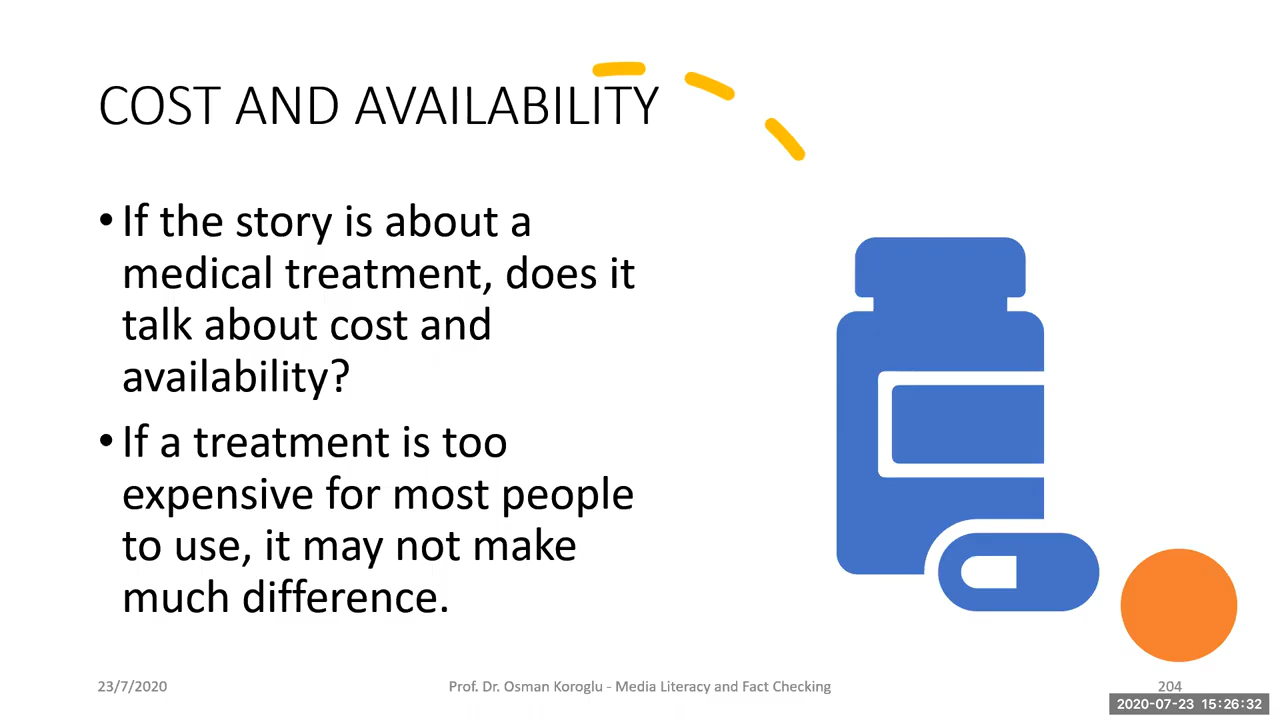 COST AND AVAILABILITY
• If the story is about a
medical treatment, does it
talk about cost and
availability?
• If a treatment is too
expensive for most people
to use, it may not make
much difference.
23/7/2020
Prof. Dr. Osman Koroglu - Media Literacy and Fact Checking
204
2020-07-23 15:26:32